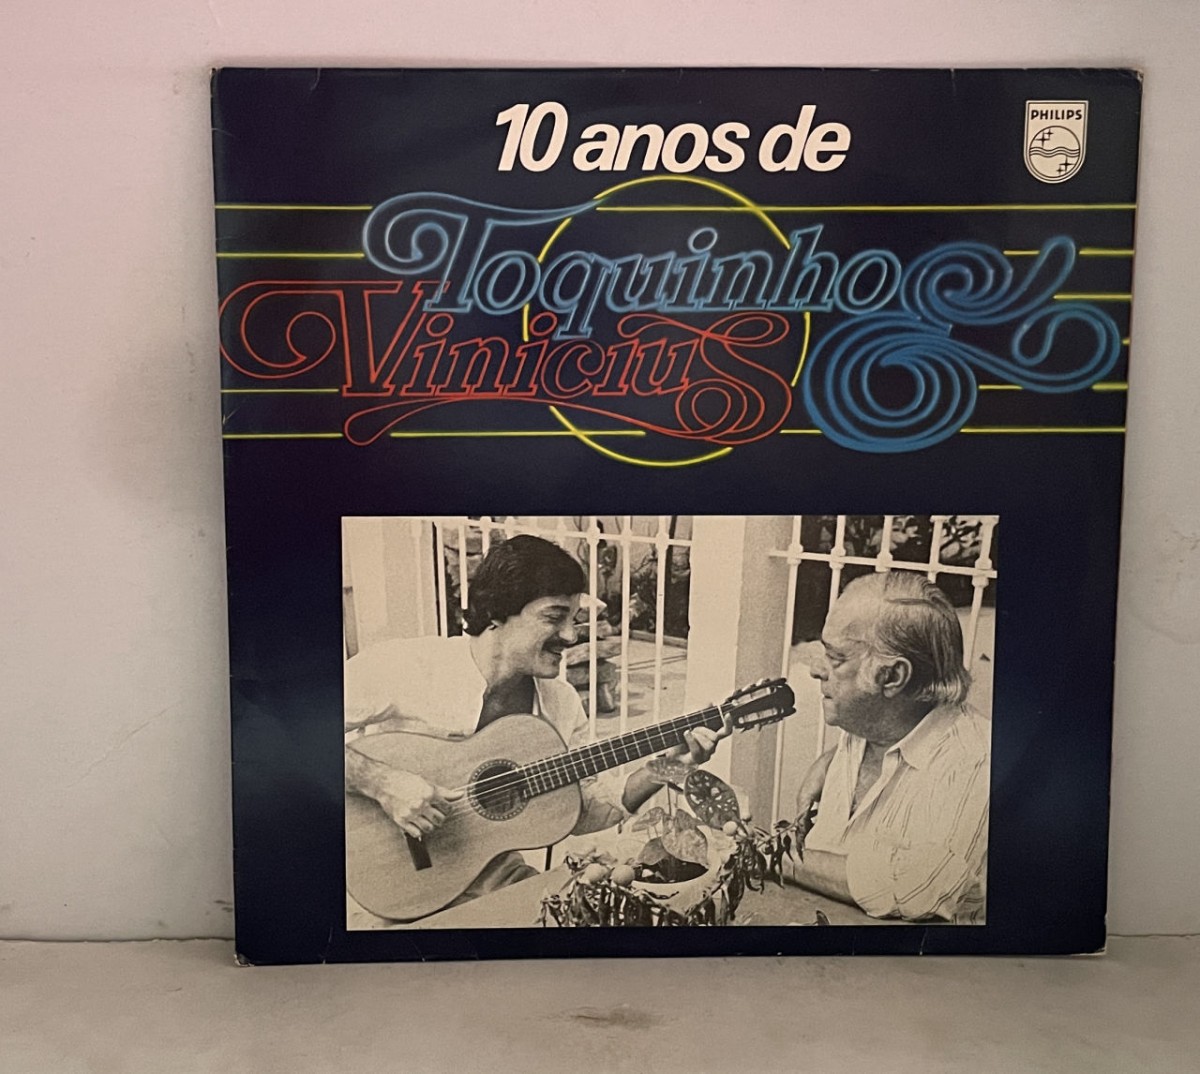 10 anos de
PHILIPS
Toquinho &
Vinicius